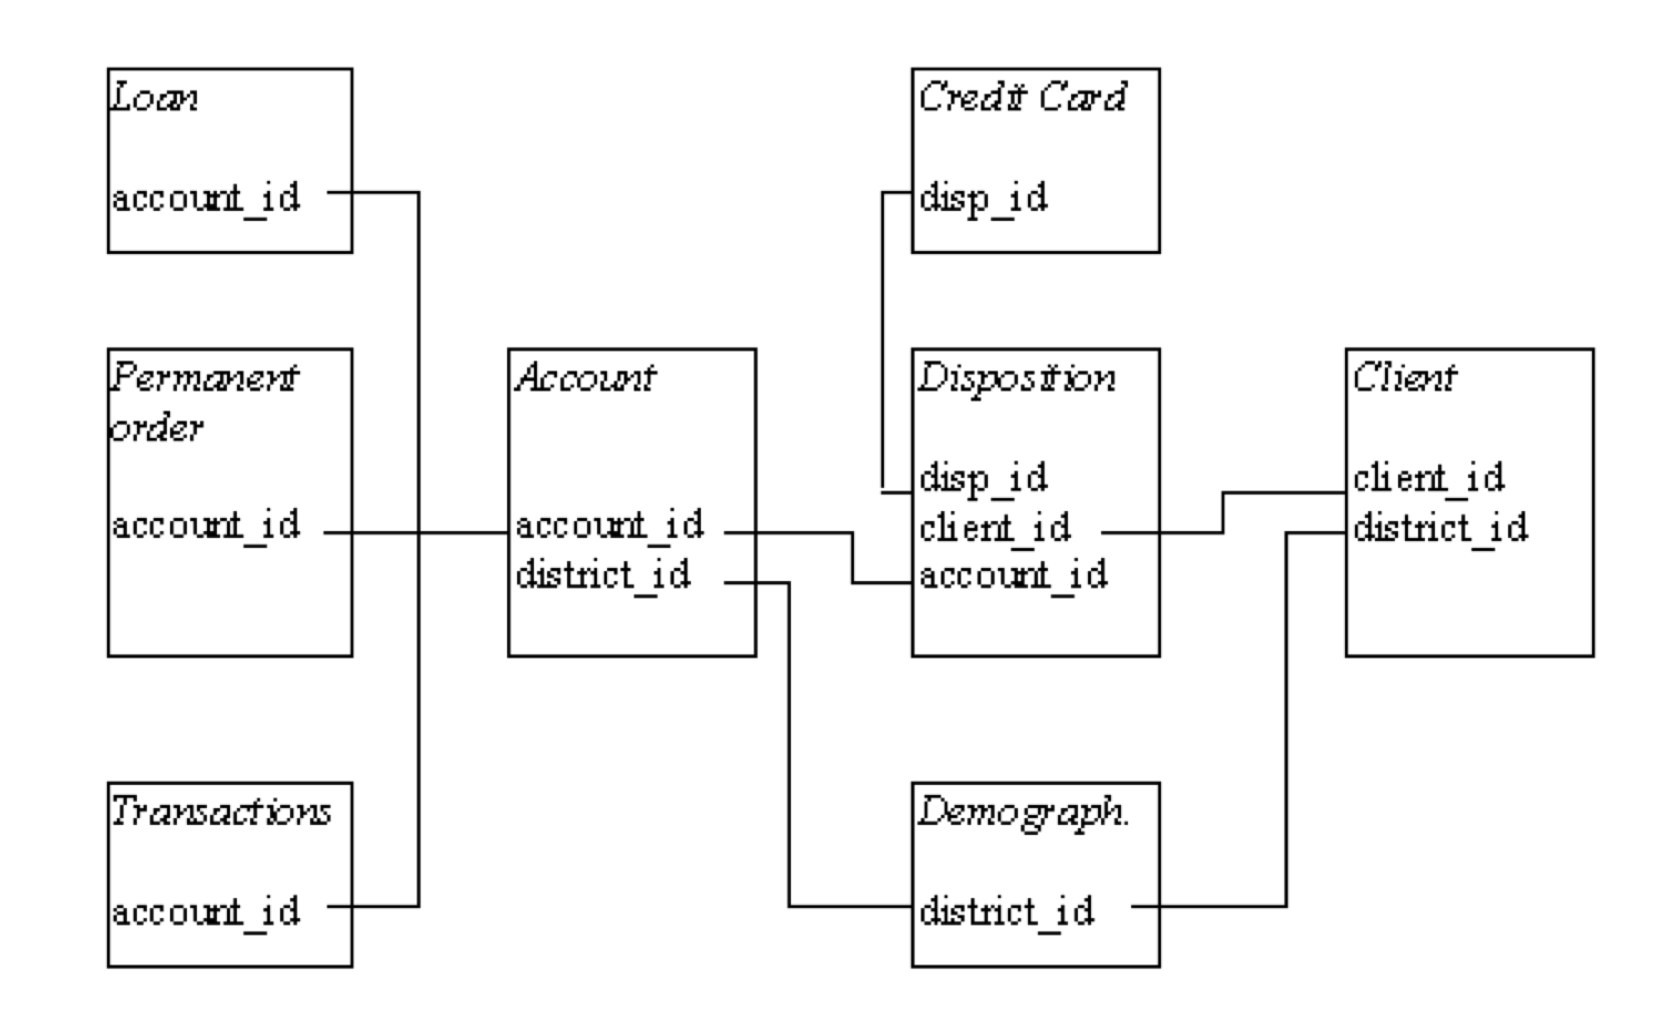 Loan
account_id
Credit Card
disp_id
Permanent
order
account_id
Account
account_id
district_id
Disposition
disp_id
client_id
account_id
Client
client_id
district_id
Transactions
account_id
Demograph.
district_id